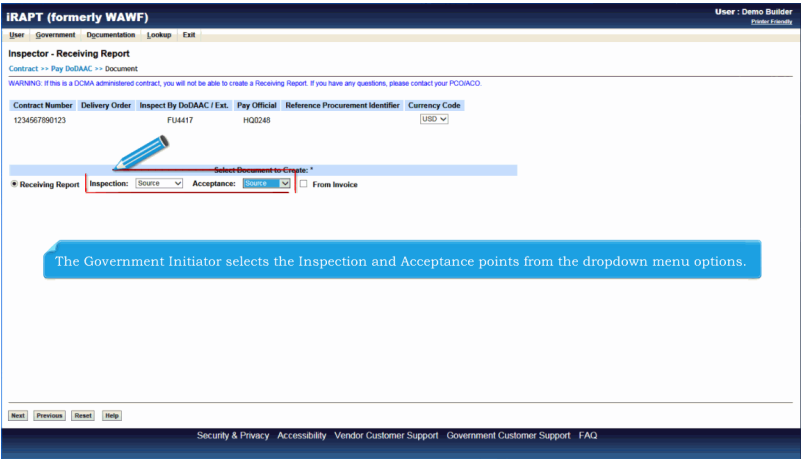 iRAPT (formerly WAWF)
User : Demo Builder
Printer Friendly
User Government Documentation Lookup Exit
Inspector - Receiving Report
Contract >> Pay DoDAAC >> Document
WARNING: If this is a DCMA administered contract, you will not be able to create a Receiving Report. If you have any questions, please contact your PCO/ACO.
Contract Number Delivery Order Inspect By DoDAAC / Ext. Pay Official Reference Procurement Identifier Currency Code
1234567890123 FU4417 HQ0248 USD
Select Document to Create: *
Receiving Report Inspection: Source Acceptance: Source From Invoice
The Government Initiator selects the Inspection and Acceptance points from the dropdown menu options.
Next Previous Reset Help
Security & Privacy Accessibility Vendor Customer Support Government Customer Support FAQ